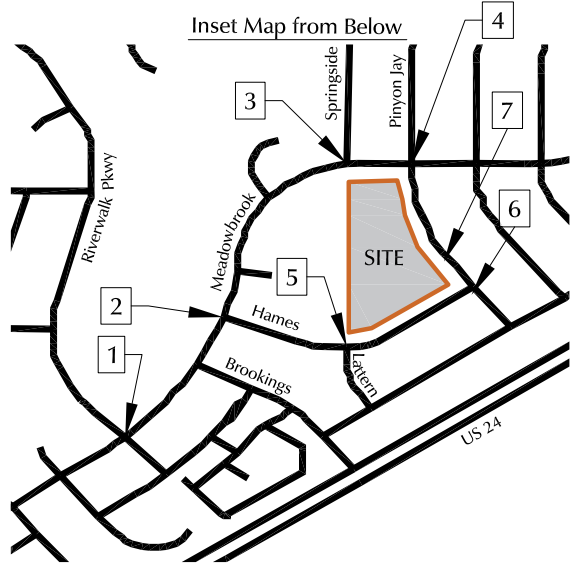 Inset Map from Below
4
Springside
Pinyon Jay
3
7
Riverwalk Pkwy
Meadowbrook
6
SITE
5
2
Hames
1
Brookings
Lattern
US 24